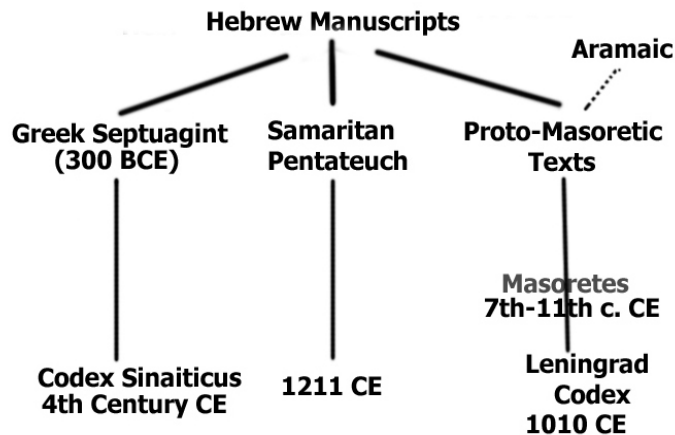 Hebrew Manuscripts
Aramaic
Greek Septuagint
(300 BCE)
Samaritan
Pentateuch
Proto-Masoretic
Texts
Masoretes
7th-11th c. CE
Codex Sinaiticus
4th Century CE
1211 CE
Leningrad
Codex
1010 CE